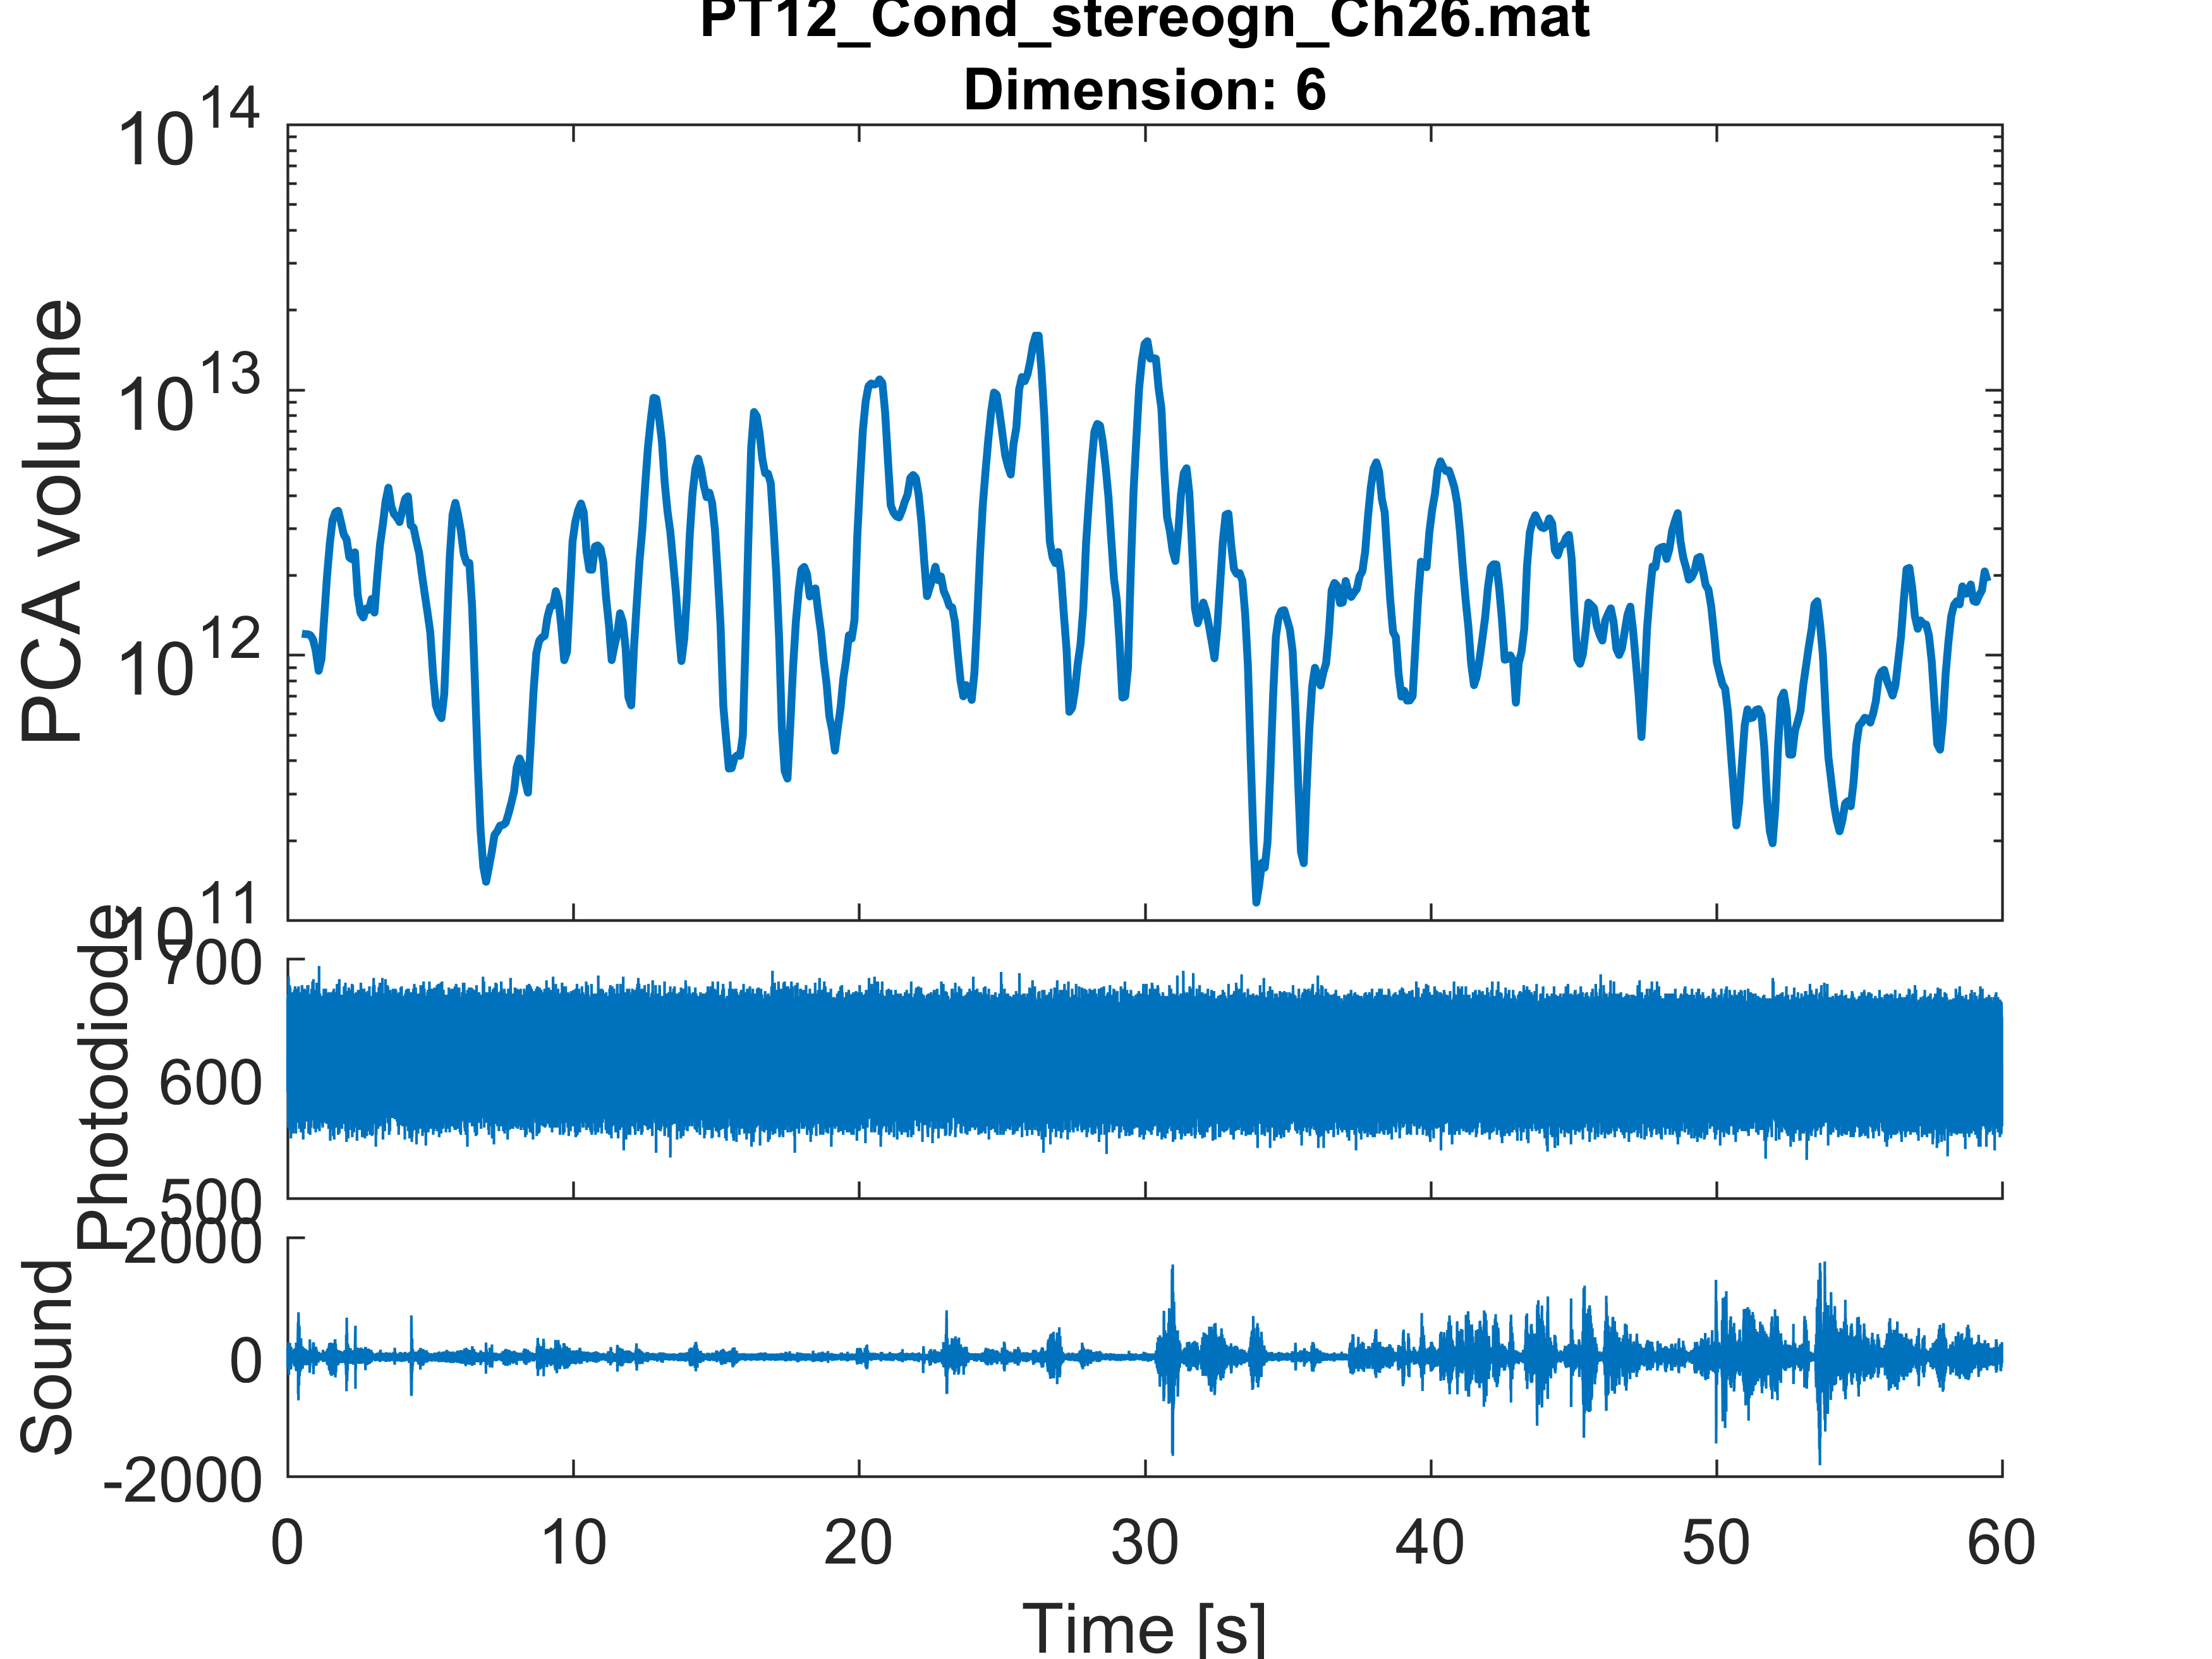 PT12_Cond_stereogn_Ch26.mat
Dimension: 6
PCA volume
10^14
10^13
10^12
10^11
Photodiode
700
600
500
Sound
2000
0
-2000
0 10 20 30 40 50 60
Time [s]